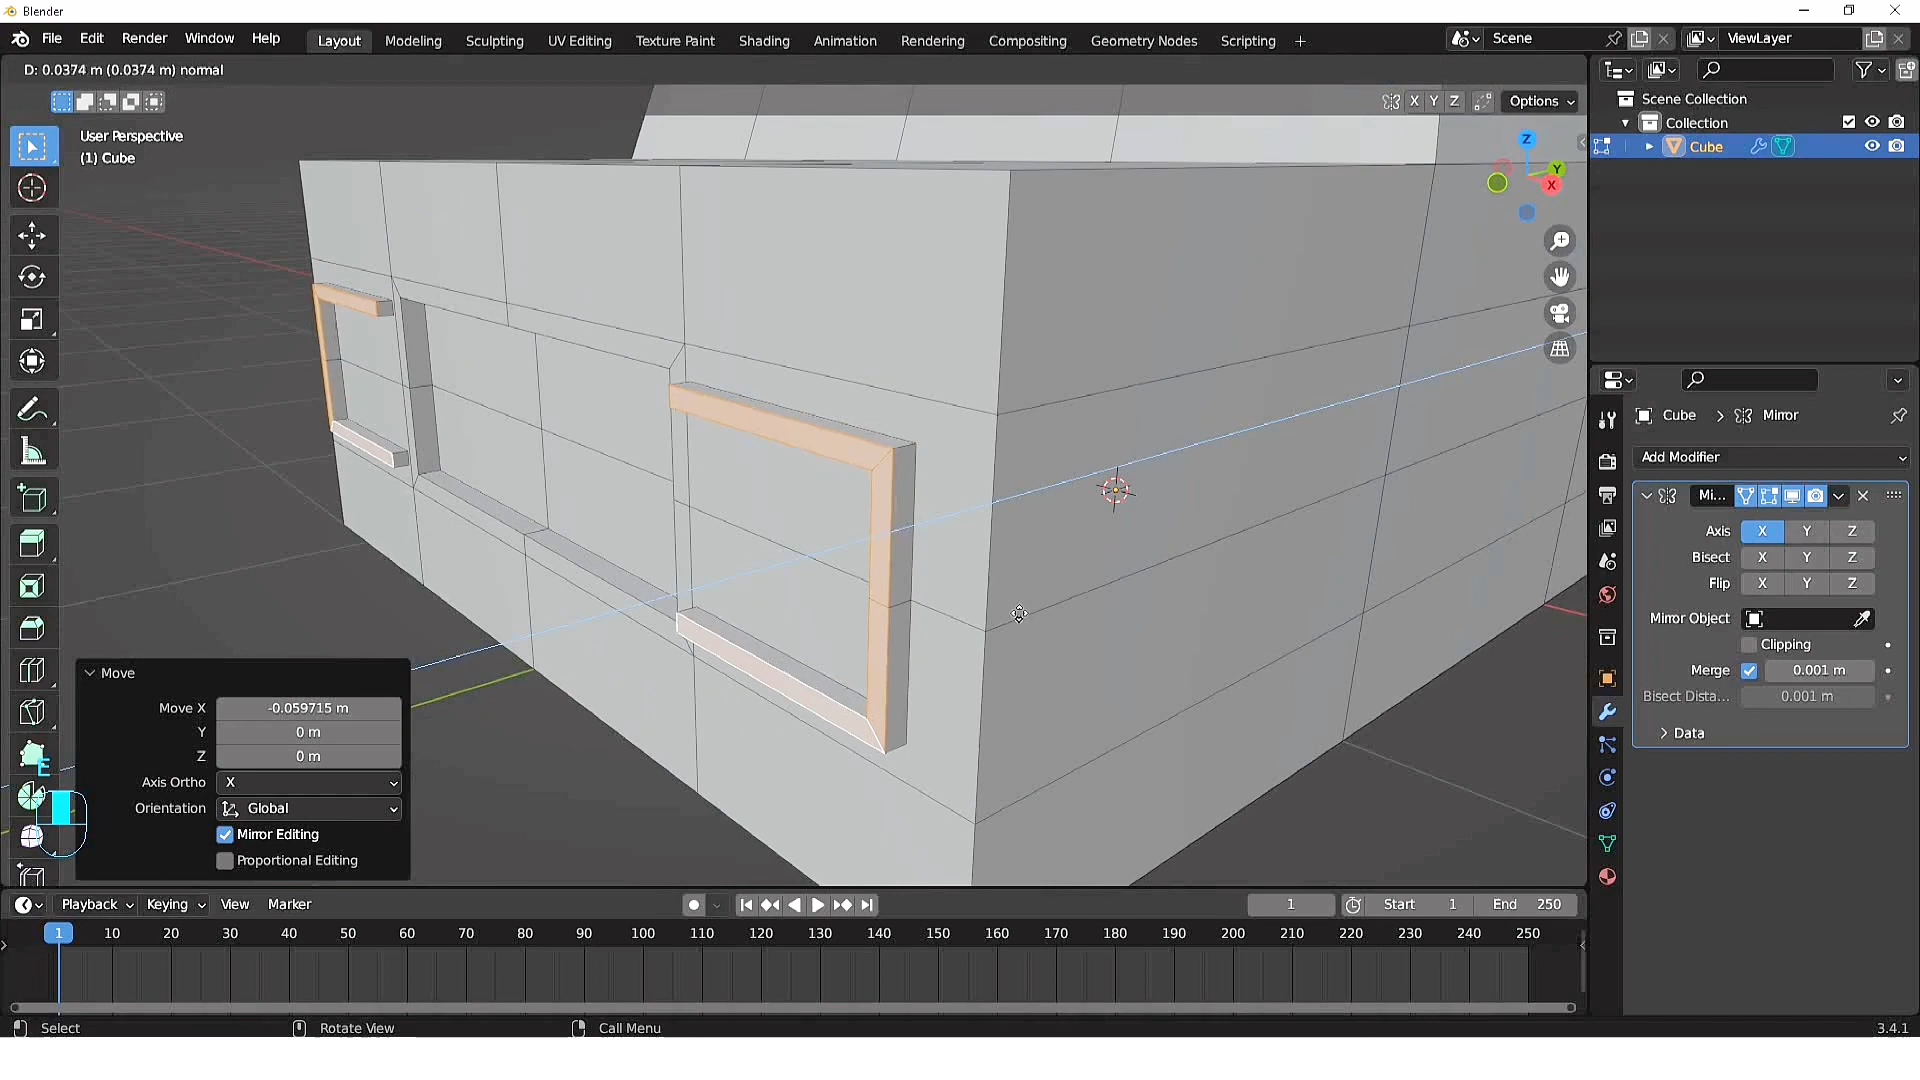 Blender
File Edit Render Window Help Layout Modeling Sculpting UV Editing Texture Paint Shading Animation Rendering Compositing Geometry Nodes Scripting + Scene ViewLayer
D: 0.0374 m (0.0374 m) normal
X Y Z Options
User Perspective
(1) Cube
Z
Y
X
Scene Collection
Collection
Cube
Cube > Mirror
Add Modifier
Mi...
Axis X Y Z
Bisect X Y Z
Flip X Y Z
Mirror Object
Clipping
Merge 0.001 m
Bisect Dista... 0.001 m
Data
Move
Move X -0.059715 m
Y 0 m
Z 0 m
Axis Ortho X
Orientation Global
Mirror Editing
Proportional Editing
E
Playback Keying View Marker 1 Start 1 End 250
1 10 20 30 40 50 60 70 80 90 100 110 120 130 140 150 160 170 180 190 200 210 220 230 240 250
Select Rotate View Call Menu 3.4.1